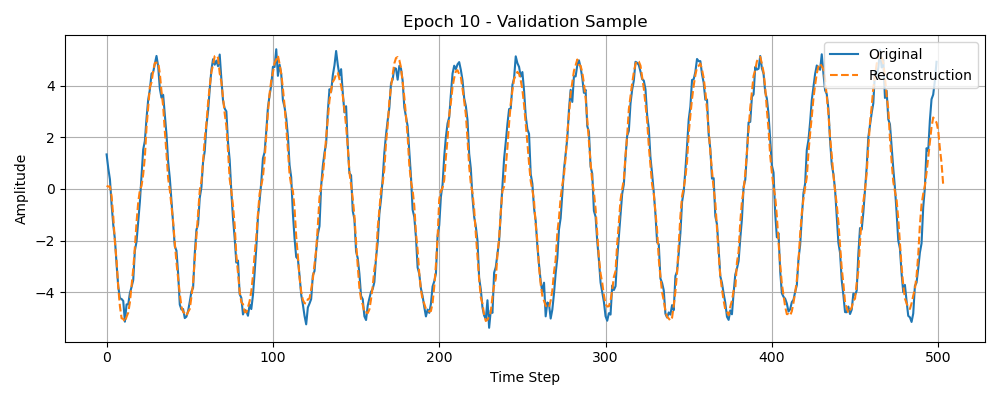 Epoch 10 - Validation Sample
Original
Reconstruction
Amplitude
4
2
0
−2
−4
0 100 200 300 400 500
Time Step